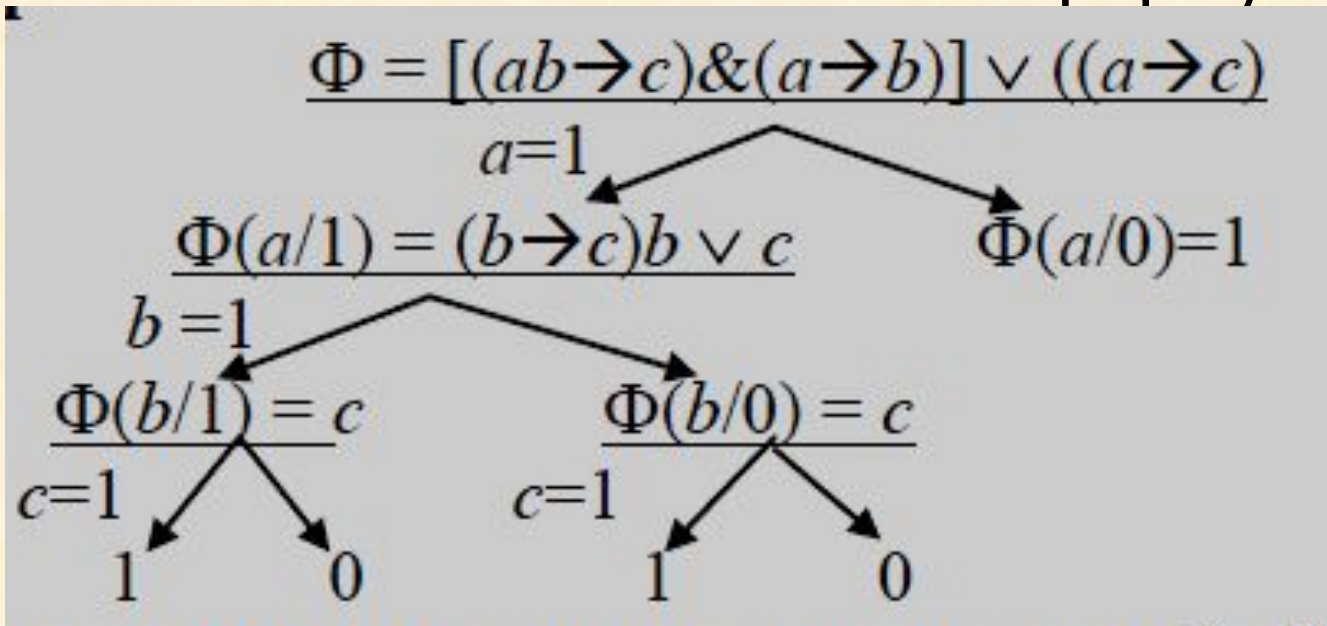 Φ = [(ab→c)&(a→b)] ∨ ((a→c)
a=1
Φ(a/1) = (b→c)b ∨ c Φ(a/0)=1
b =1
Φ(b/1) = c Φ(b/0) = c
c=1 c=1
1 0 1 0